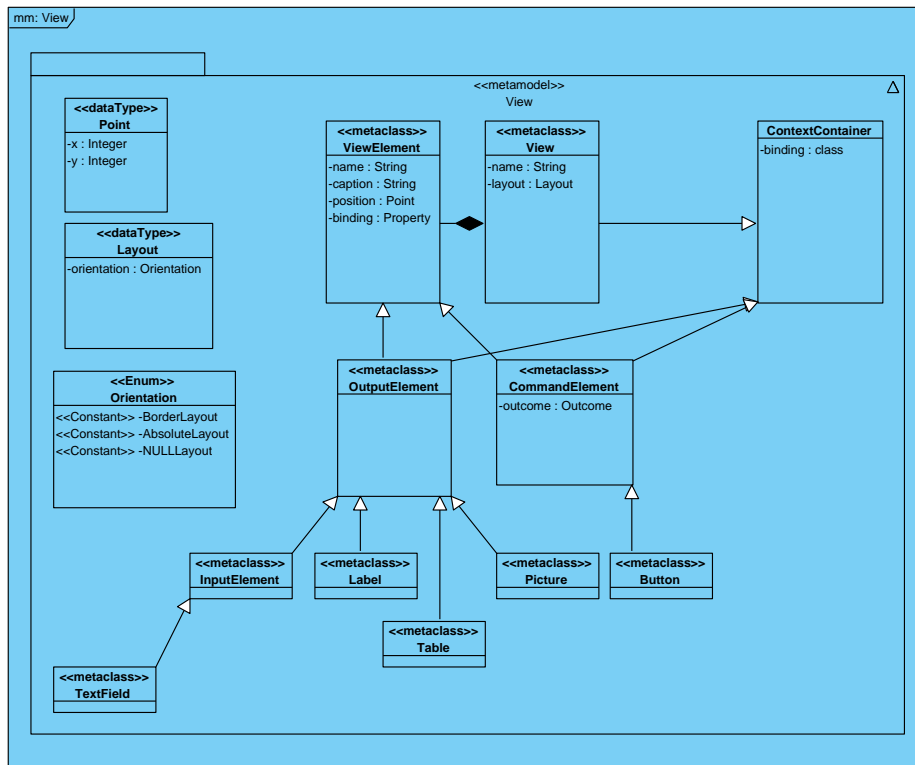 mm: View
<<metamodel>>
View
<<dataType>>
Point
-x : Integer
-y : Integer
<<metaclass>>
ViewElement
-name : String
-caption : String
-position : Point
-binding : Property
<<metaclass>>
View
-name : String
-layout : Layout
ContextContainer
-binding : class
<<dataType>>
Layout
-orientation : Orientation
<<Enum>>
Orientation
<<Constant>> -BorderLayout
<<Constant>> -AbsoluteLayout
<<Constant>> -NULLLayout
<<metaclass>>
OutputElement
<<metaclass>>
CommandElement
-outcome : Outcome
<<metaclass>>
InputElement
<<metaclass>>
Label
<<metaclass>>
Picture
<<metaclass>>
Button
<<metaclass>>
Table
<<metaclass>>
TextField